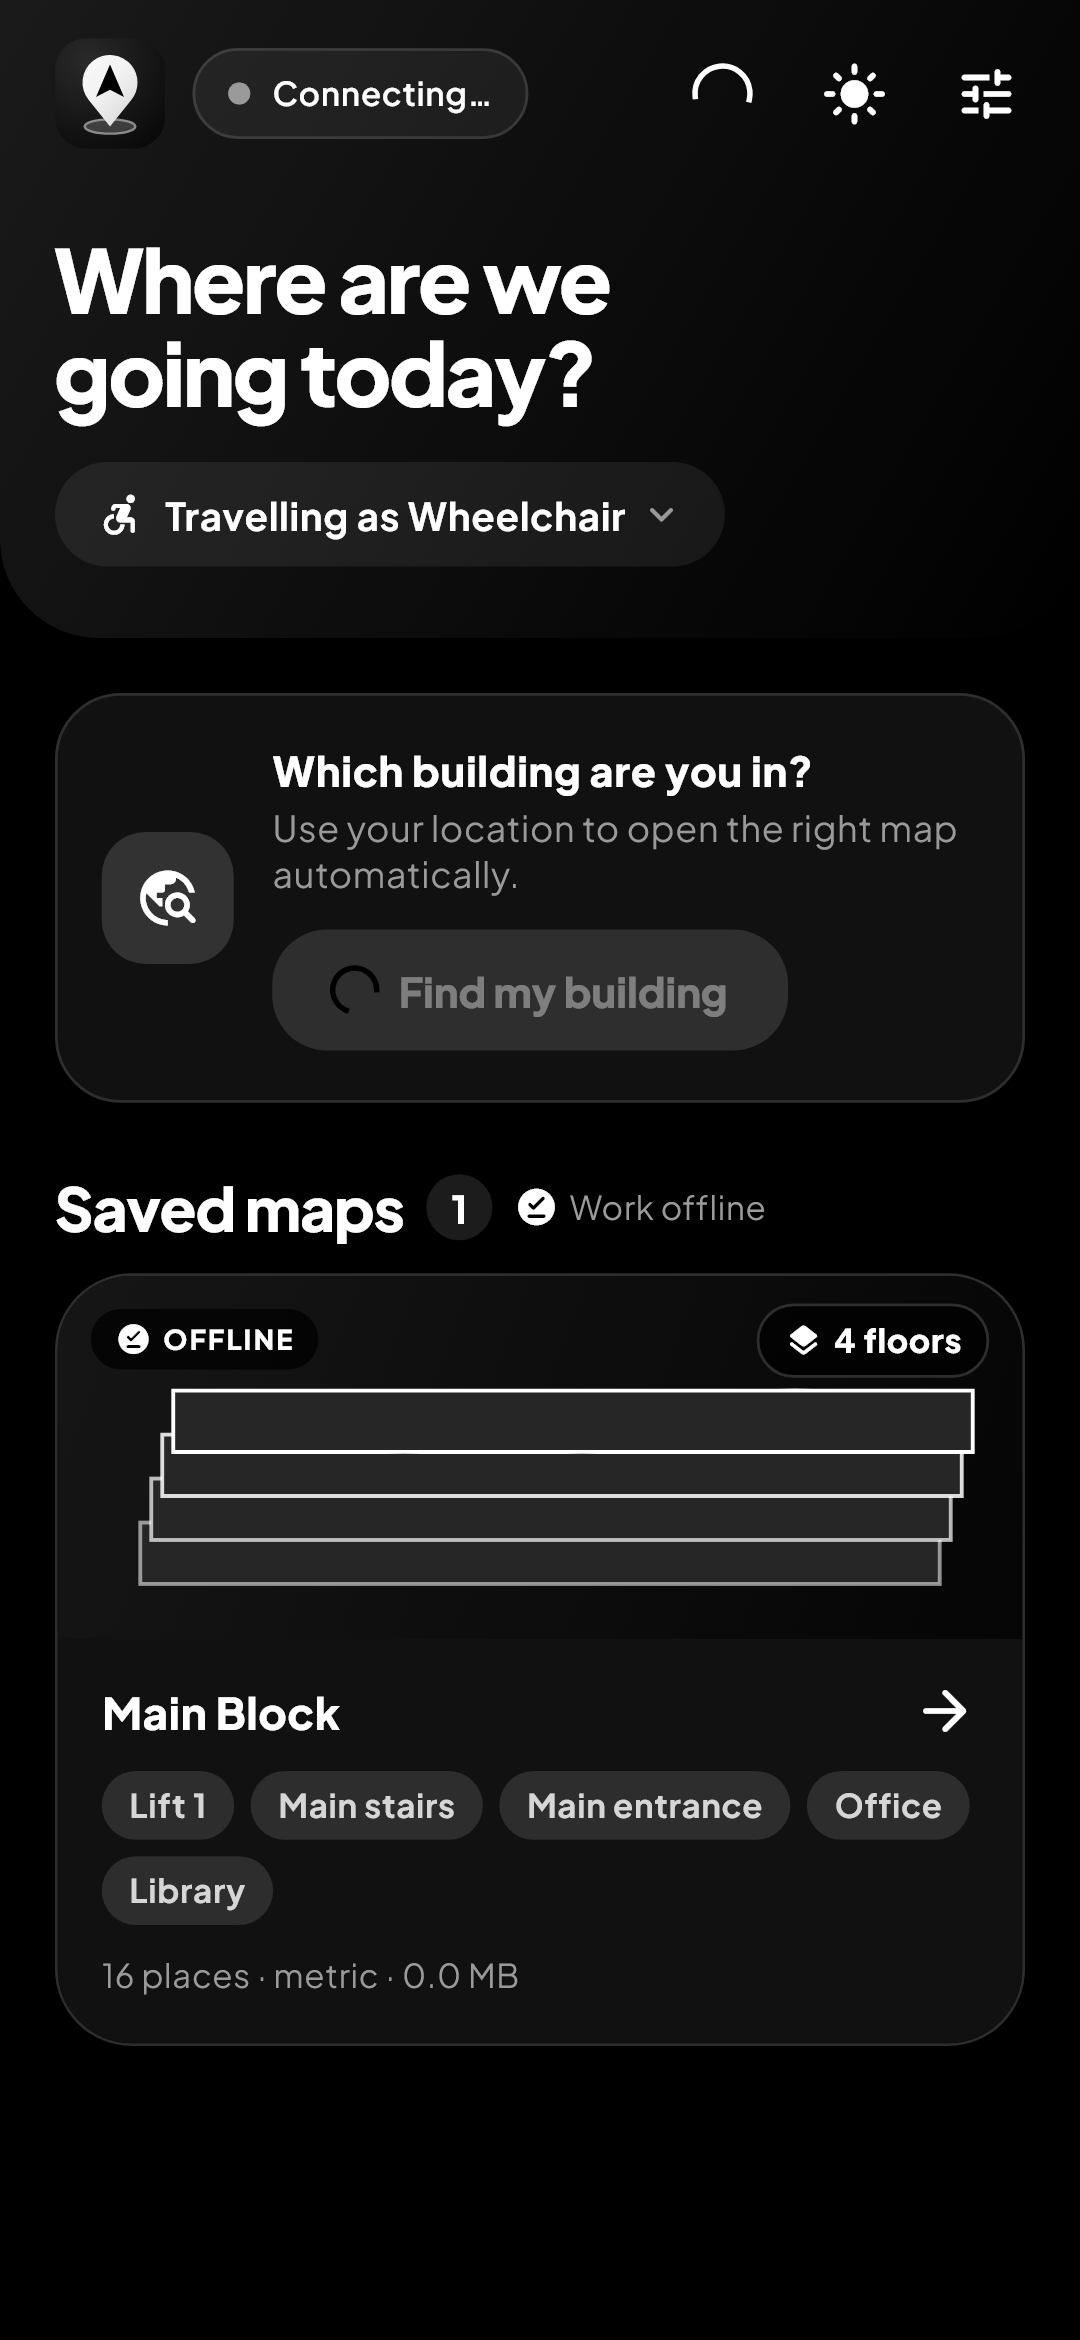 Connecting...
Where are we
going today?
Travelling as Wheelchair
Which building are you in?
Use your location to open the right map
automatically.
Find my building
Saved maps 1 Work offline
OFFLINE 4 floors
Main Block
Lift 1 Main stairs Main entrance Office
Library
16 places · metric · 0.0 MB